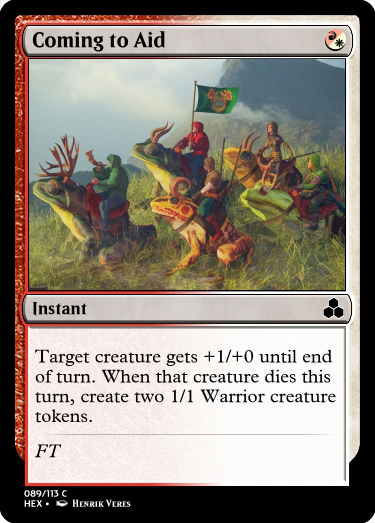 Coming to Aid
Instant
Target creature gets +1/+0 until end
of turn. When that creature dies this
turn, create two 1/1 Warrior creature
tokens.
FT
089/113 C
HEX • Henrik Veres